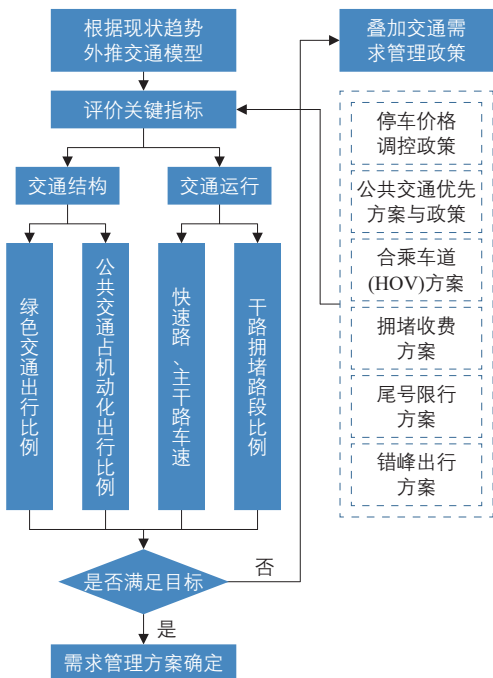 根据现状趋势
外推交通模型
评价关键指标
交通结构
交通运行
绿色交通出行比例
公共交通占机动化出行比例
快速路、主干路车速
干路拥堵路段比例
是否满足目标
否
是
需求管理方案确定
叠加交通需
求管理政策
停车价格
调控政策
公共交通优先
方案与政策
合乘车道
(HOV)方案
拥堵收费
方案
尾号限行
方案
错峰出行
方案